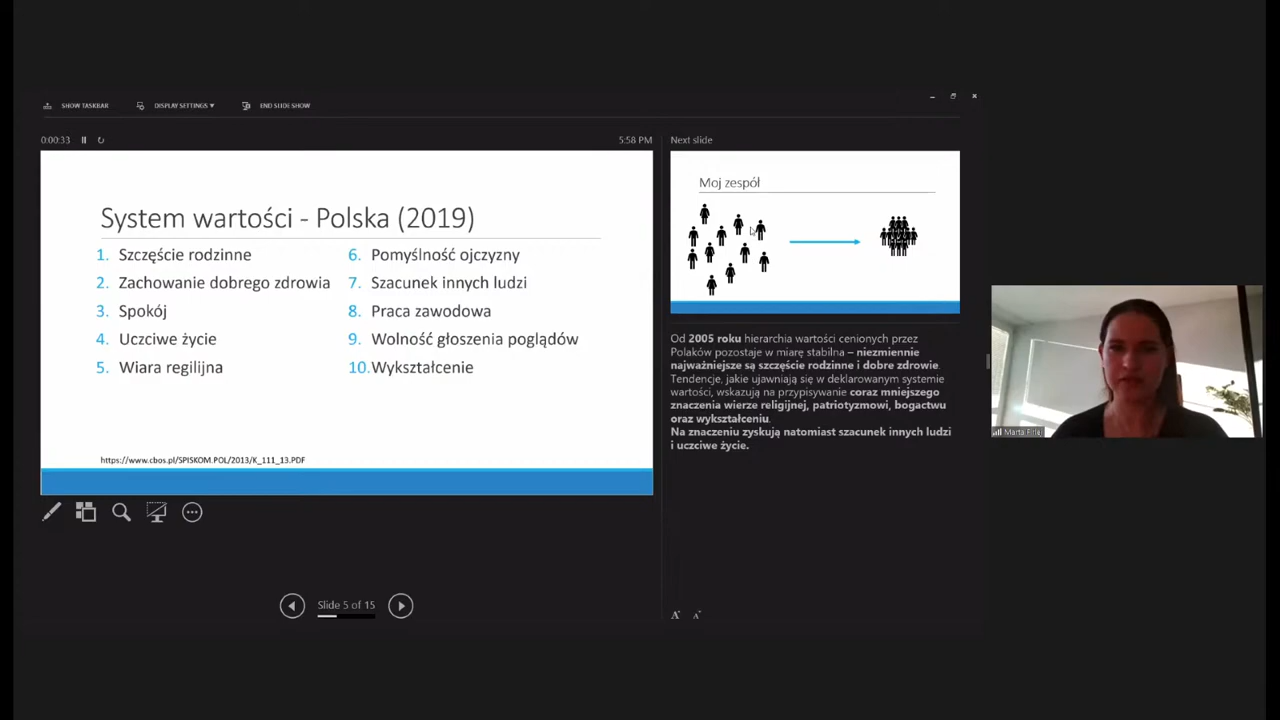 SHOW TASKBAR
DISPLAY SETTINGS ▾
END SLIDE SHOW
0:00:33
5:58 PM
System wartości - Polska (2019)
1. Szczęście rodzinne
2. Zachowanie dobrego zdrowia
3. Spokój
4. Uczciwe życie
5. Wiara regilijna
6. Pomyślność ojczyzny
7. Szacunek innych ludzi
8. Praca zawodowa
9. Wolność głoszenia poglądów
10. Wykształcenie
https://www.cbos.pl/SPISKOM.POL/2013/K_111_13.PDF
Slide 5 of 15
Next slide
Moj zespół
Od 2005 roku hierarchia wartości cenionych przez
Polaków pozostaje w miarę stabilna – niezmiennie
najważniejsze są szczęście rodzinne i dobre zdrowie.
Tendencje, jakie ujawniają się w deklarowanym systemie
wartości, wskazują na przypisywanie coraz mniejszego
znaczenia wierze religijnej, patriotyzmowi, bogactwu
oraz wykształceniu.
Na znaczeniu zyskują natomiast szacunek innych ludzi
i uczciwe życie.
A A
Marta